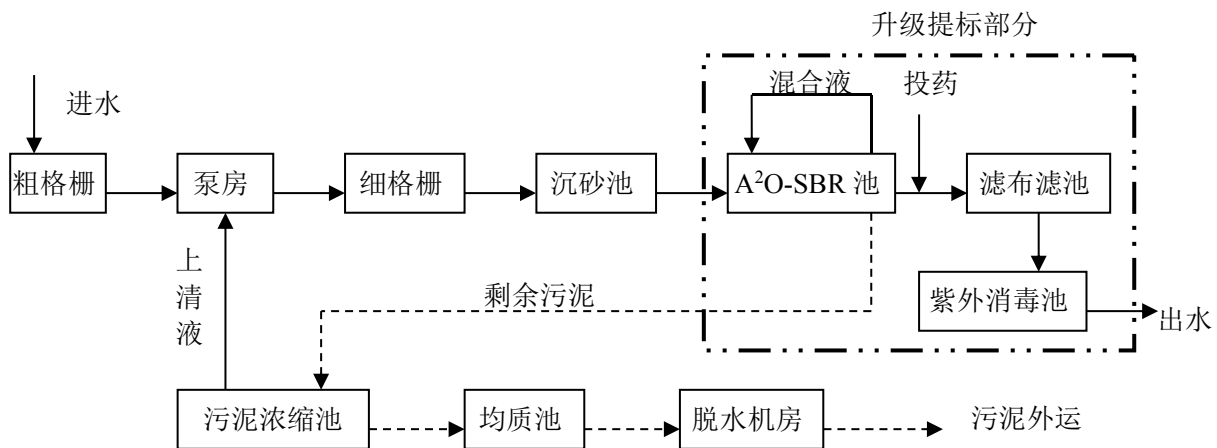 升级提标部分
进水
混合液
投药
粗格栅
泵房
细格栅
沉砂池
A²O-SBR 池
滤布滤池
上清液
剩余污泥
紫外消毒池
出水
污泥浓缩池
均质池
脱水机房
污泥外运